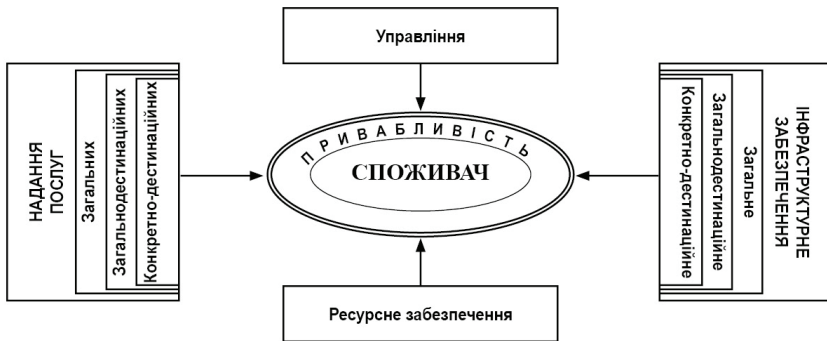 Управління
НАДАННЯ
ПОСЛУГ
Загальних
Загальнодестинаційних
Конкретно-дестинаційних
ПРИВАБЛИВІСТЬ
СПОЖИВАЧ
Конкретно-дестинаційне
Загальнодестинаційне
Загальне
ІНФРАСТРУКТУРНЕ
ЗАБЕЗПЕЧЕННЯ
Ресурсне забезпечення